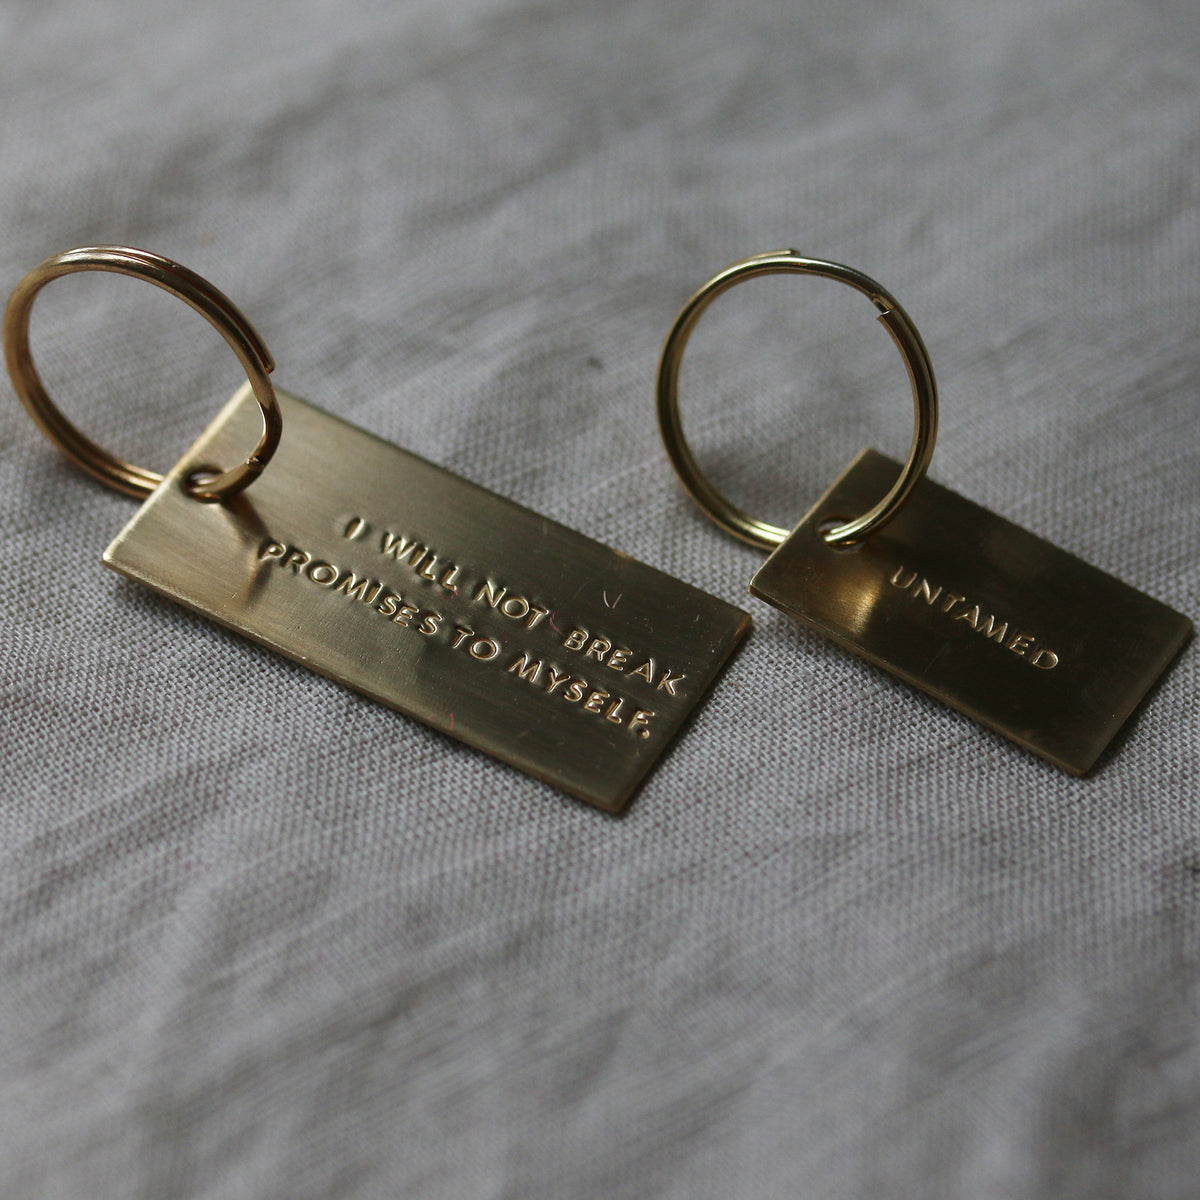 I WILL NOT BREAK
PROMISES TO MYSELF.
UNTAMED